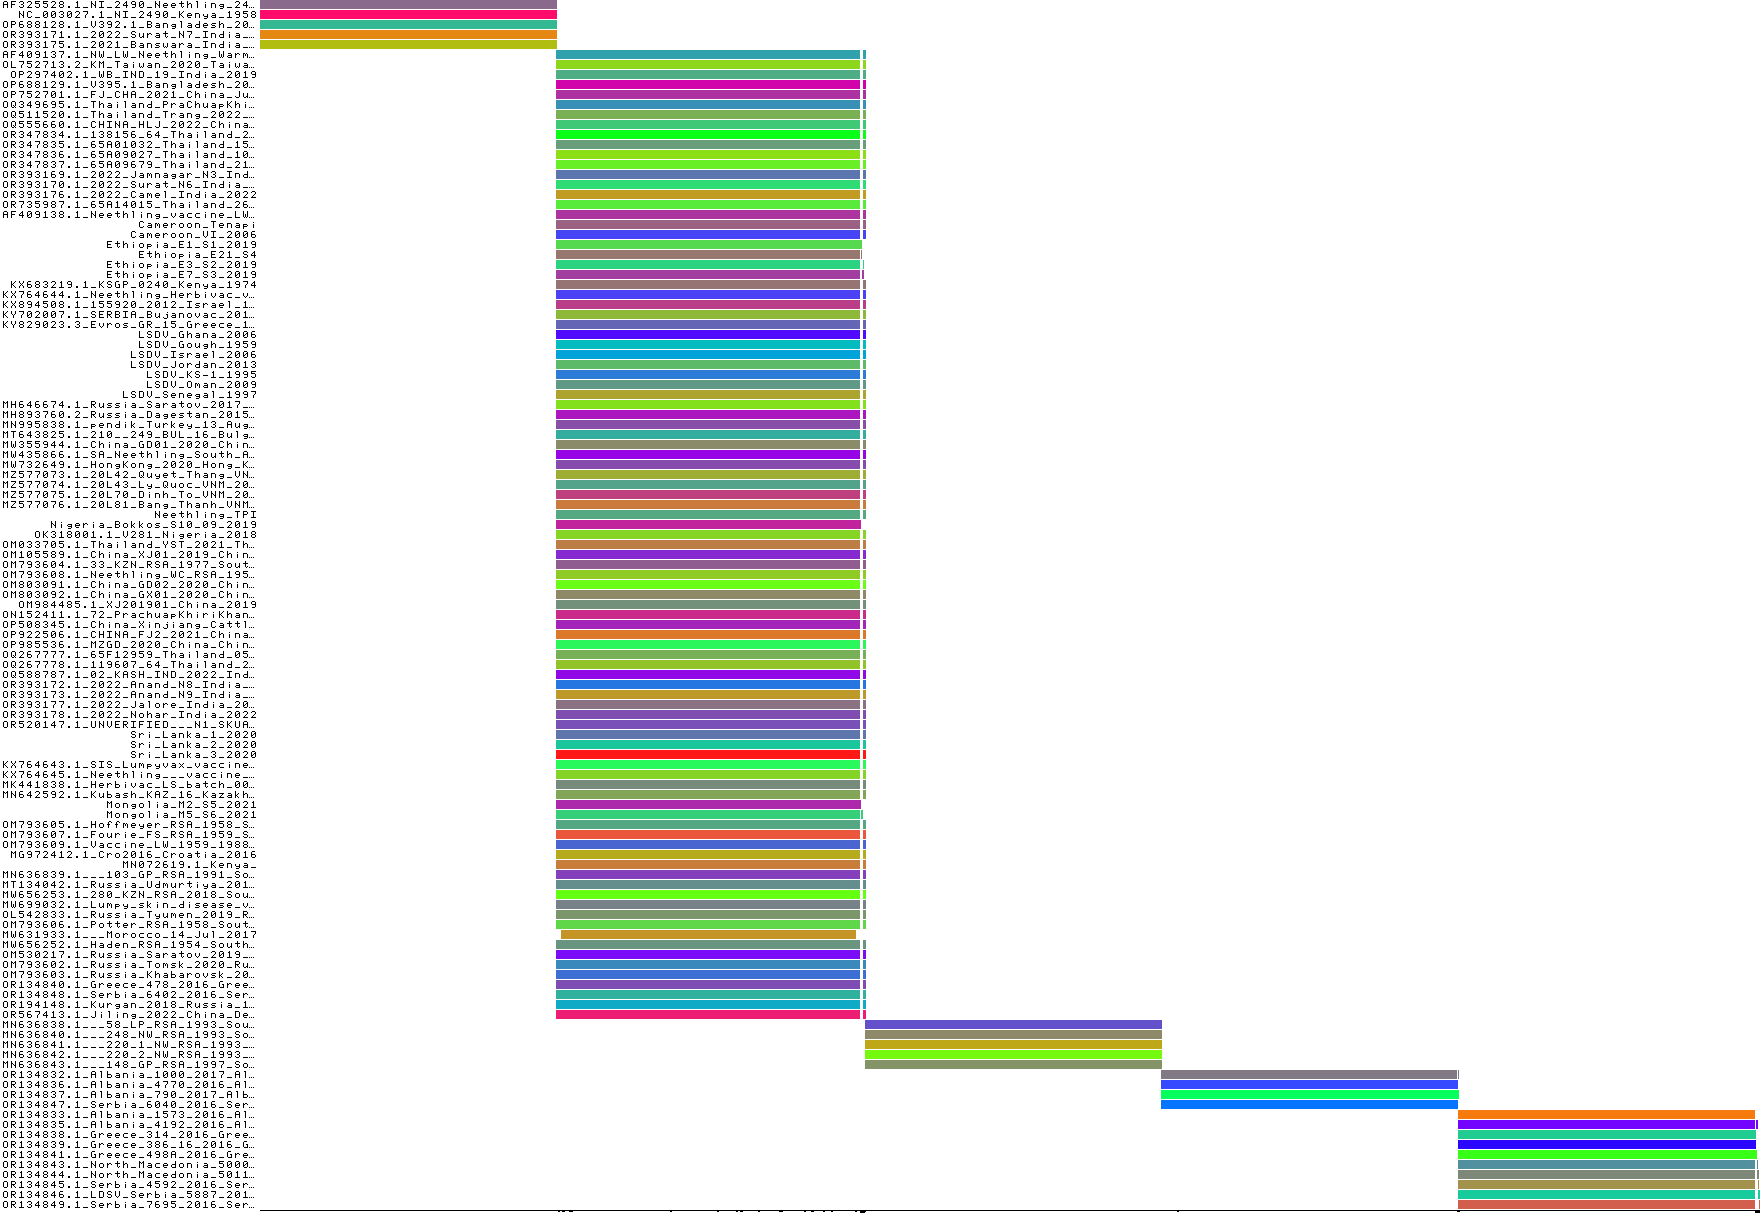 AF325528.1_NI_2490_Neethling_24…
NC_003027.1_NI_2490_Kenya_1958
OP688128.1_V392.1_Bangladesh_20…
OR393171.1_2022_Surat_N7_India_…
OR393175.1_2021_Banswara_India_…
AF409137.1_NW_LW_Neethling_Warm…
OL752713.2_KM_Taiwan_2020_Taiwa…
OP297402.1_WB_IND_19_India_2019
OP688129.1_V395.1_Bangladesh_20…
OP752701.1_FJ_CHA_2021_China_Ju…
OQ349695.1_Thailand_PraChuapKhi…
OQ511520.1_Thailand_Trang_2022_…
OQ555660.1_CHINA_HLJ_2022_China…
OR347834.1_138156_64_Thailand_2…
OR347835.1_65A01032_Thailand_15…
OR347836.1_65A09027_Thailand_10…
OR347837.1_65A09679_Thailand_21…
OR393169.1_2022_Jamnagar_N3_Ind…
OR393170.1_2022_Surat_N6_India_…
OR393176.1_2022_Camel_India_2022
OR735987.1_65A14015_Thailand_26…
AF409138.1_Neethling_vaccine_LW…
Cameroon_Tenapi
Cameroon_VI_2006
Ethiopia_E1_S1_2019
Ethiopia_E21_S4
Ethiopia_E3_S2_2019
Ethiopia_E7_S3_2019
KX683219.1_KSGP_0240_Kenya_1974
KX764644.1_Neethling_Herbivac_v…
KX894508.1_155920_2012_Israel_1…
KY702007.1_SERBIA_Bujanovac_201…
KY829023.3_Evros_GR_15_Greece_1…
LSDV_Ghana_2006
LSDV_Gough_1959
LSDV_Israel_2006
LSDV_Jordan_2013
LSDV_KS-1_1995
LSDV_Oman_2009
LSDV_Senegal_1997
MH646674.1_Russia_Saratov_2017_…
MH893760.2_Russia_Dagestan_2015…
MN995838.1_pendik_Turkey_13_Aug…
MT643825.1_210__249_BUL_16_Bulg…
MW355944.1_China_GD01_2020_Chin…
MW435866.1_SA_Neethling_South_A…
MW732649.1_HongKong_2020_Hong_K…
MZ577073.1_20L42_Quyet_Thang_VN…
MZ577074.1_20L43_Ly_Quoc_VNM_20…
MZ577075.1_20L70_Dinh_To_VNM_20…
MZ577076.1_20L81_Bang_Thanh_VNM…
Neethling_TPI
Nigeria_Bokkos_S10_09_2019
OK318001.1_V281_Nigeria_2018
OM033705.1_Thailand_YST_2021_Th…
OM105589.1_China_XJ01_2019_Chin…
OM793604.1_33_KZN_RSA_1977_Sout…
OM793608.1_Neethling_WC_RSA_195…
OM803091.1_China_GD02_2020_Chin…
OM803092.1_China_GX01_2020_Chin…
OM984485.1_XJ201901_China_2019
ON152411.1_72_PrachuapKhiriKhan…
OP508345.1_China_Xinjiang_Cattl…
OP922506.1_CHINA_FJ2_2021_China…
OP985536.1_MZGD_2020_China_Chin…
OQ267777.1_65F12959_Thailand_05…
OQ267778.1_119607_64_Thailand_2…
OQ588787.1_02_KASH_IND_2022_Ind…
OR393172.1_2022_Anand_N8_India_…
OR393173.1_2022_Anand_N9_India_…
OR393177.1_2022_Jalore_India_20…
OR393178.1_2022_Nohar_India_2022
OR520147.1_UNVERIFIED___N1_SKUA…
Sri_Lanka_1_2020
Sri_Lanka_2_2020
Sri_Lanka_3_2020
KX764643.1_SIS_Lumpyvax_vaccine…
KX764645.1_Neethling___vaccine_…
MK441838.1_Herbivac_LS_batch_00…
MN642592.1_Kubash_KAZ_16_Kazakh…
Mongolia_M2_S5_2021
Mongolia_M5_S6_2021
OM793605.1_Hoffmeyer_RSA_1958_S…
OM793607.1_Fourie_FS_RSA_1959_S…
OM793609.1_Vaccine_LW_1959_1988…
MG972412.1_Cro2016_Croatia_2016
MN072619.1_Kenya_
MN636839.1___103_GP_RSA_1991_So…
MT134042.1_Russia_Udmurtiya_201…
MW656253.1_280_KZN_RSA_2018_Sou…
MW699032.1_Lumpy_skin_disease_v…
OL542833.1_Russia_Tyumen_2019_R…
OM793606.1_Potter_RSA_1958_Sout…
MW631933.1___Morocco_14_Jul_2017
MW656252.1_Haden_RSA_1954_South…
OM530217.1_Russia_Saratov_2019_…
OM793602.1_Russia_Tomsk_2020_Ru…
OM793603.1_Russia_Khabarovsk_20…
OR134840.1_Greece_478_2016_Gree…
OR134848.1_Serbia_6402_2016_Ser…
OR194148.1_Kurgan_2018_Russia_1…
OR567413.1_Jiling_2022_China_De…
MN636838.1___58_LP_RSA_1993_Sou…
MN636840.1___248_NW_RSA_1993_So…
MN636841.1___220_1_NW_RSA_1993_…
MN636842.1___220_2_NW_RSA_1993_…
MN636843.1___148_GP_RSA_1997_So…
OR134832.1_Albania_1000_2017_Al…
OR134836.1_Albania_4770_2016_Al…
OR134837.1_Albania_790_2017_Alb…
OR134847.1_Serbia_6040_2016_Ser…
OR134833.1_Albania_1573_2016_Al…
OR134835.1_Albania_4192_2016_Al…
OR134838.1_Greece_314_2016_Gree…
OR134839.1_Greece_386_16_2016_G…
OR134841.1_Greece_498A_2016_Gre…
OR134843.1_North_Macedonia_5000…
OR134844.1_North_Macedonia_5011…
OR134845.1_Serbia_4592_2016_Ser…
OR134846.1_LDSV_Serbia_5887_201…
OR134849.1_Serbia_7695_2016_Ser…